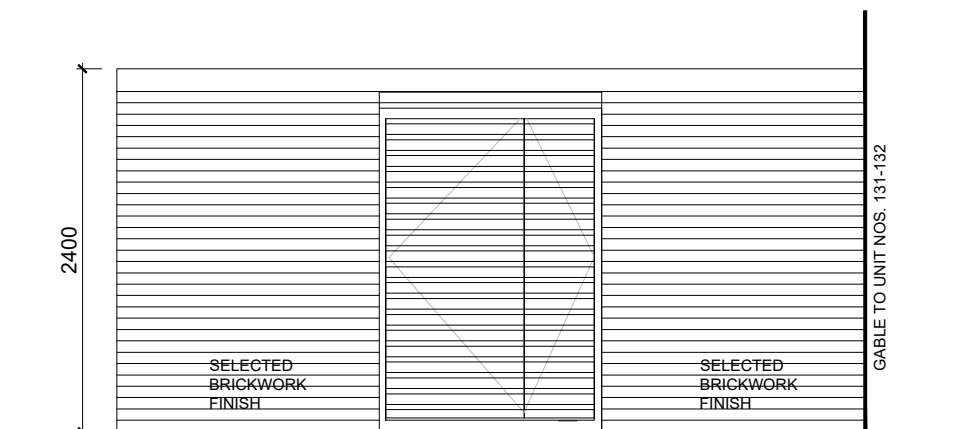 2400
SELECTED
BRICKWORK
FINISH
SELECTED
BRICKWORK
FINISH
GABLE TO UNIT NOS. 131-132